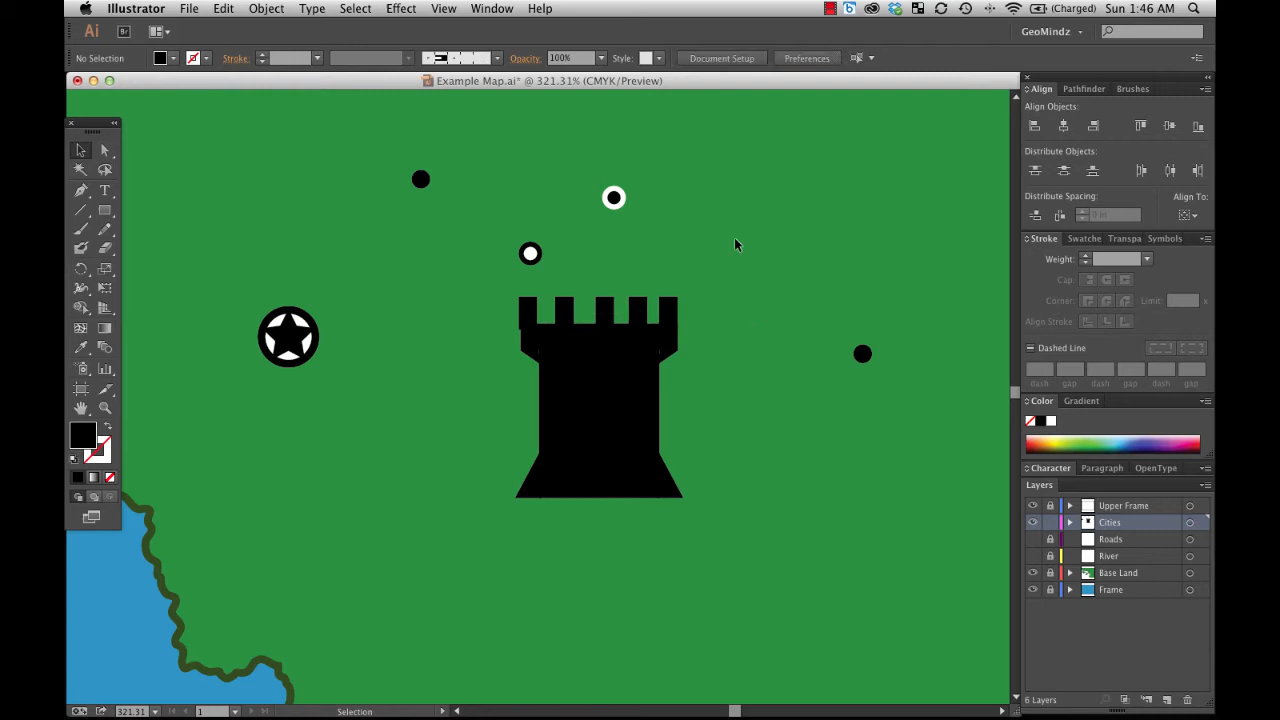 Illustrator File Edit Object Type Select Effect View Window Help (Charged) Sun 1:46 AM
Ai Br GeoMindz
No Selection Stroke: Opacity: 100% Style: Document Setup Preferences
Example Map.ai* @ 321.31% (CMYK/Preview)
Align Pathfinder Brushes
Align Objects:
Distribute Objects:
Distribute Spacing: Align To:
0 in
Stroke Swatche Transpa Symbols
Weight:
Cap:
Corner: Limit: x
Align Stroke:
Dashed Line
dash gap dash gap dash gap
Color Gradient
Character Paragraph OpenType
Layers
Upper Frame
Cities
Roads
River
Base Land
Frame
6 Layers
321.31 1 Selection